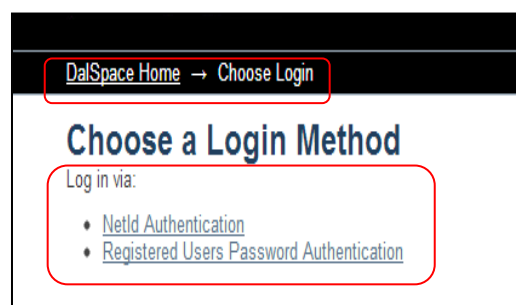 DalSpace Home → Choose Login
Choose a Login Method
Log in via:
• NetId Authentication
• Registered Users Password Authentication